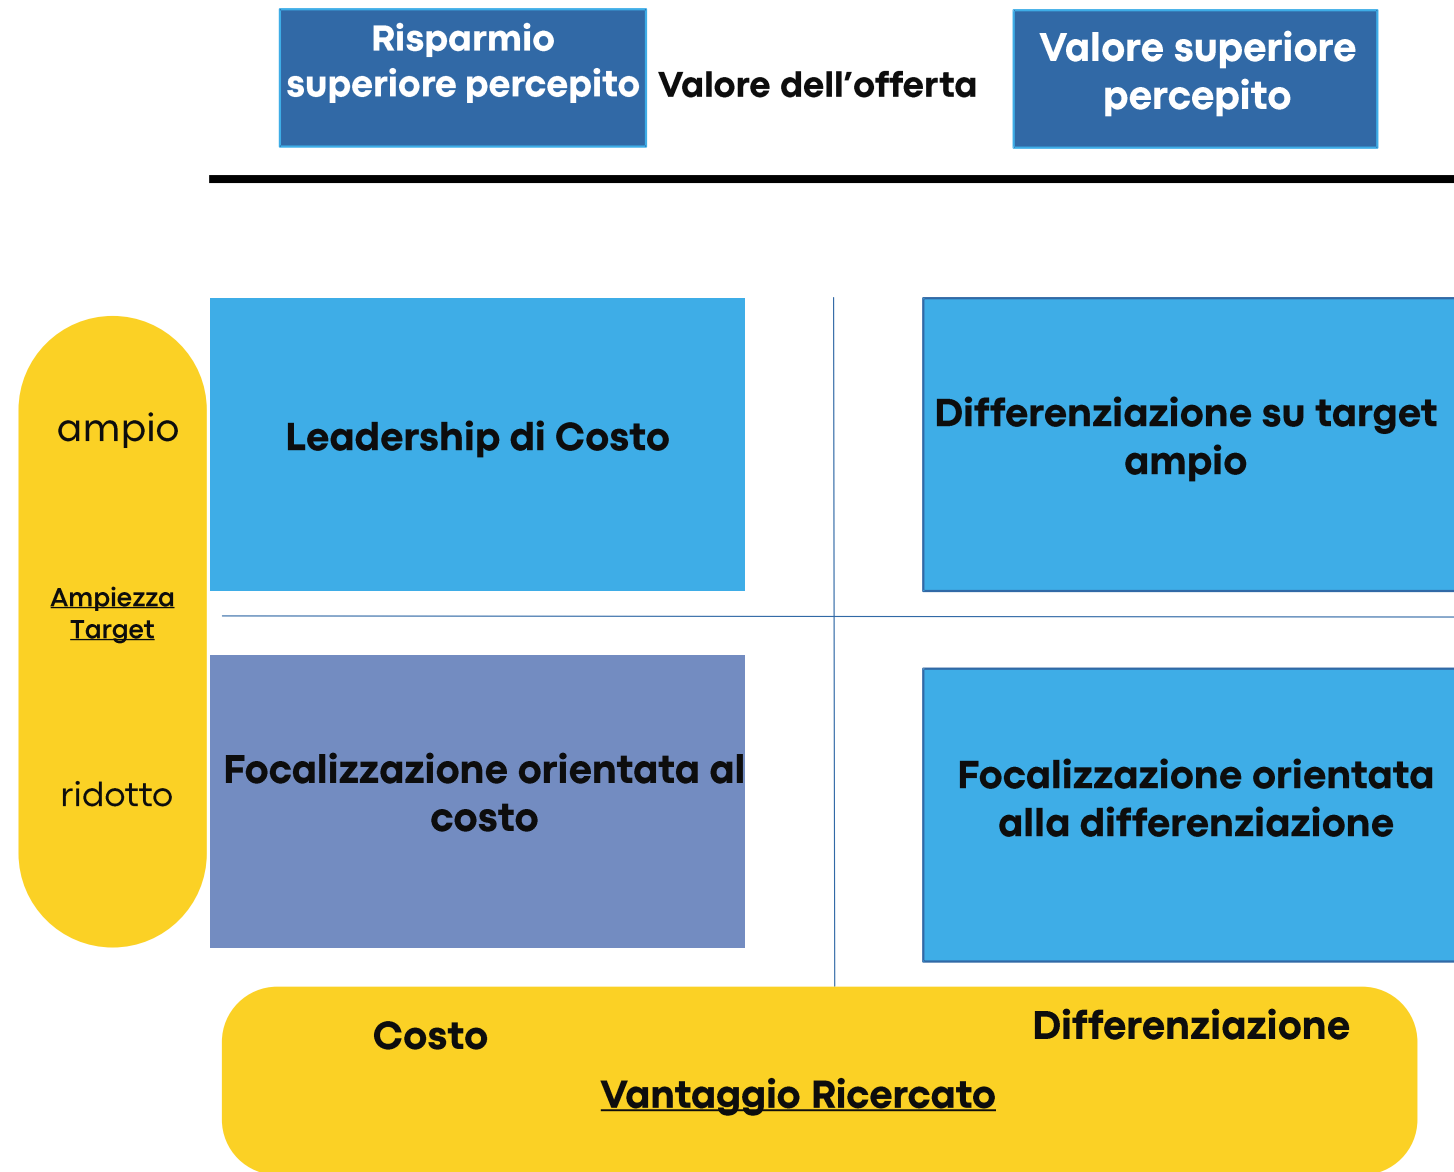 Risparmio
superiore percepito
Valore dell’offerta
Valore superiore
percepito
ampio
Leadership di Costo
Differenziazione su target
ampio
Ampiezza
Target
ridotto
Focalizzazione orientata al
costo
Focalizzazione orientata
alla differenziazione
Costo
Differenziazione
Vantaggio Ricercato